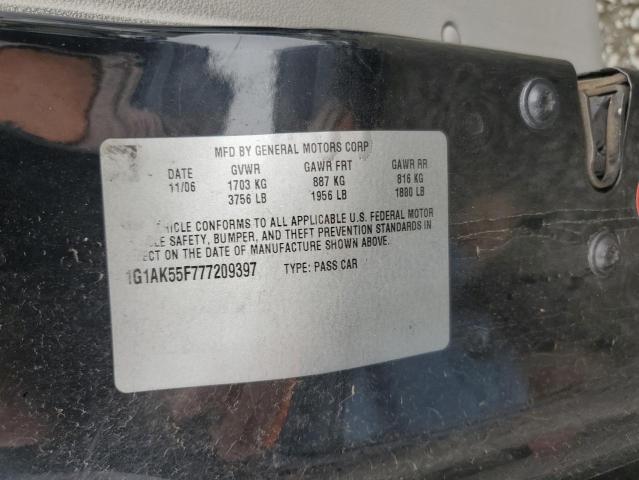 MFD BY GENERAL MOTORS CORP
DATE GVWR GAWR FRT GAWR RR
11/06 1703 KG 887 KG 816 KG
3756 LB 1956 LB 1800 LB
ICLE CONFORMS TO ALL APPLICABLE U.S. FEDERAL MOTOR
LE SAFETY, BUMPER, AND THEFT PREVENTION STANDARDS IN
ECT ON THE DATE OF MANUFACTURE SHOWN ABOVE.
1G1AK55F777209397 TYPE: PASS CAR